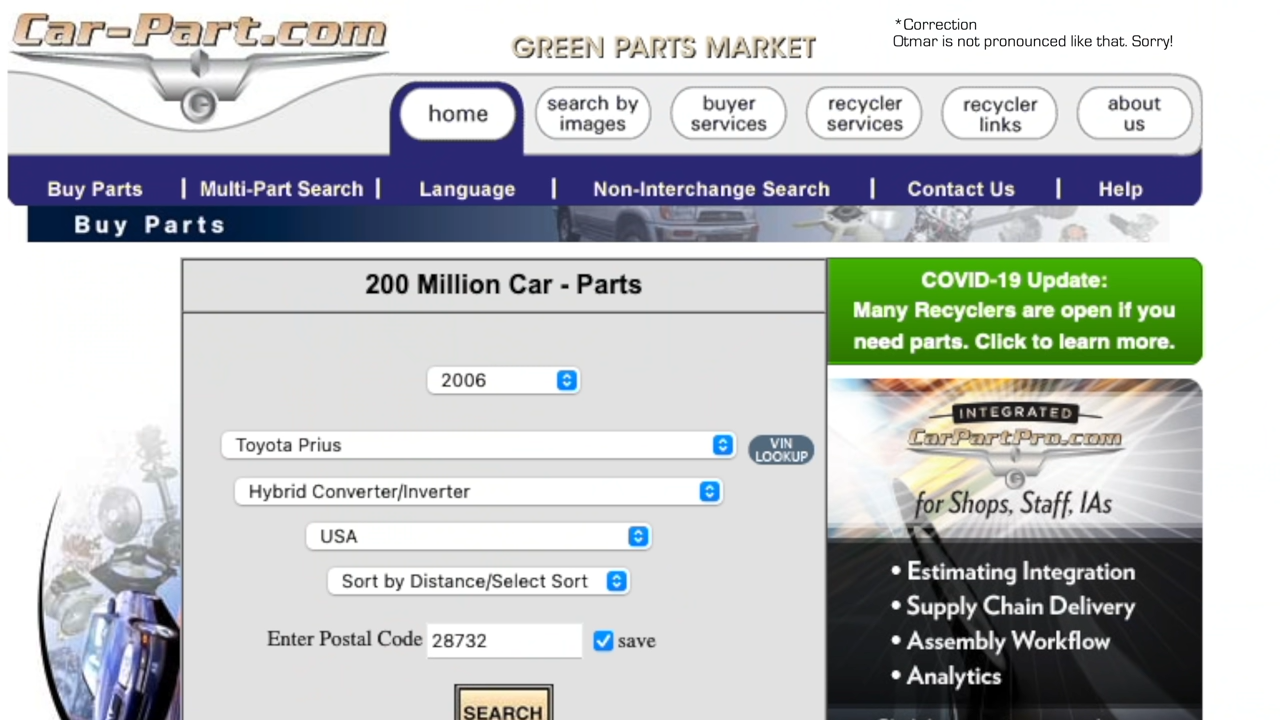 Car-Part.com
GREEN PARTS MARKET
*Correction
Otmar is not pronounced like that. Sorry!
home
search by
images
buyer
services
recycler
services
recycler
links
about
us
Buy Parts | Multi-Part Search | Language | Non-Interchange Search | Contact Us | Help
Buy Parts
200 Million Car - Parts
2006
Toyota Prius
VIN
LOOKUP
Hybrid Converter/Inverter
USA
Sort by Distance/Select Sort
Enter Postal Code 28732 save
SEARCH
COVID-19 Update:
Many Recyclers are open if you
need parts. Click to learn more.
INTEGRATED
CarPartPro.com
for Shops, Staff, IAs
• Estimating Integration
• Supply Chain Delivery
• Assembly Workflow
• Analytics